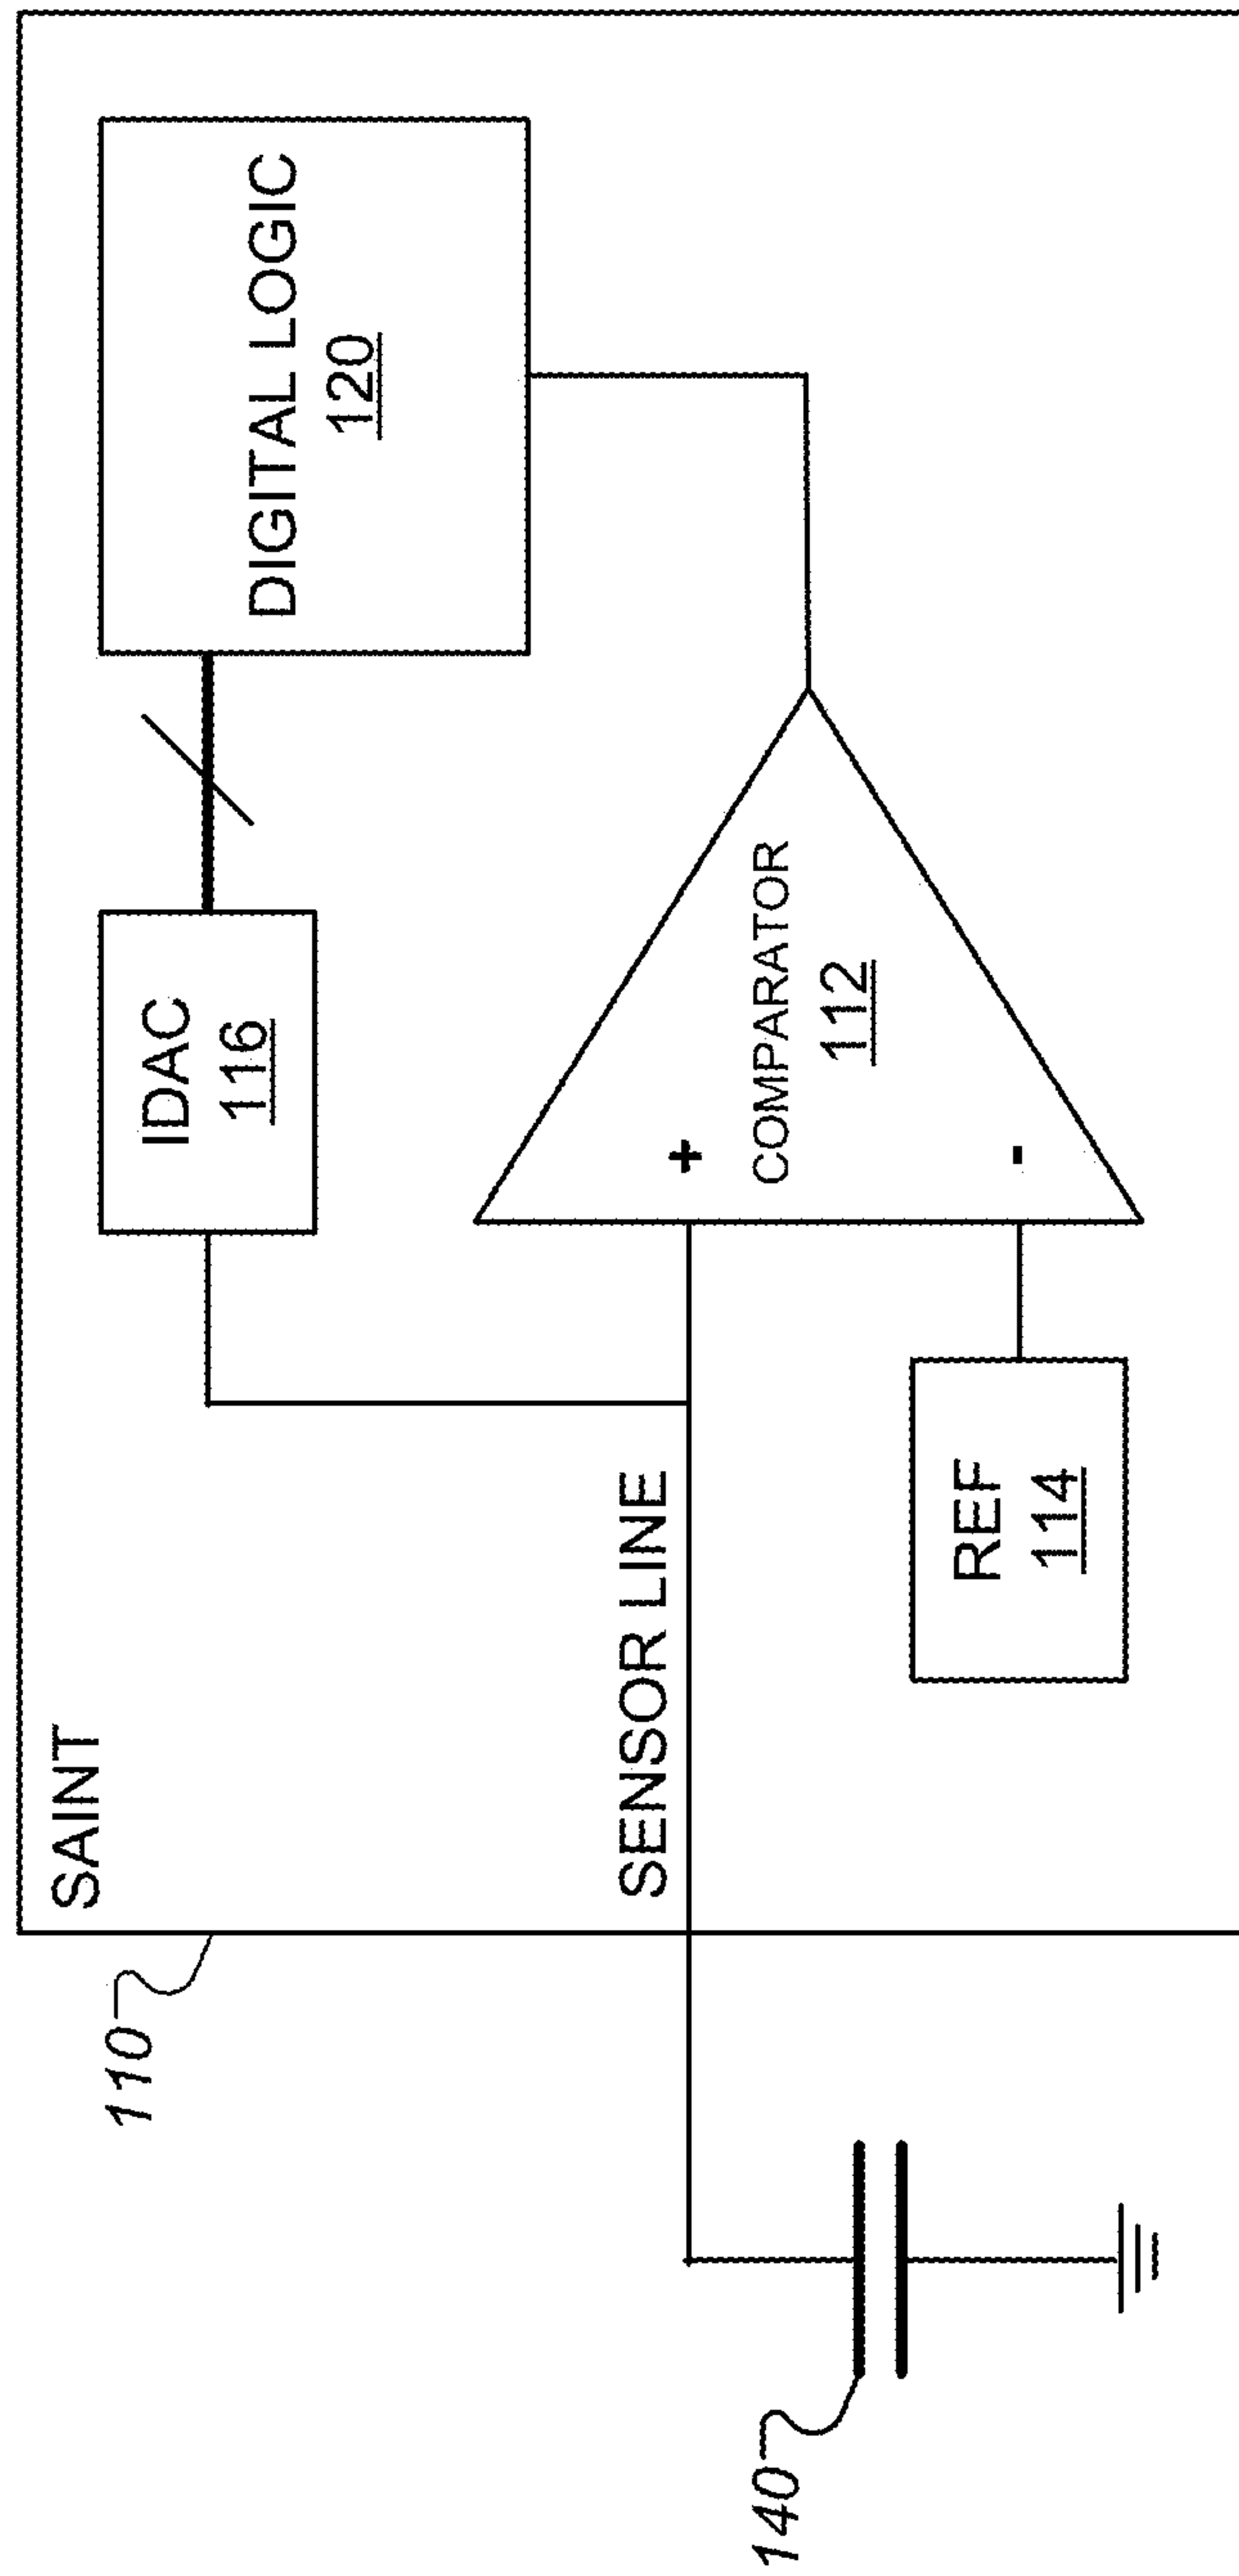 SAINT
110
IDAC
116
DIGITAL LOGIC
120
SENSOR LINE
+
COMPARATOR
112
-
REF
114
140